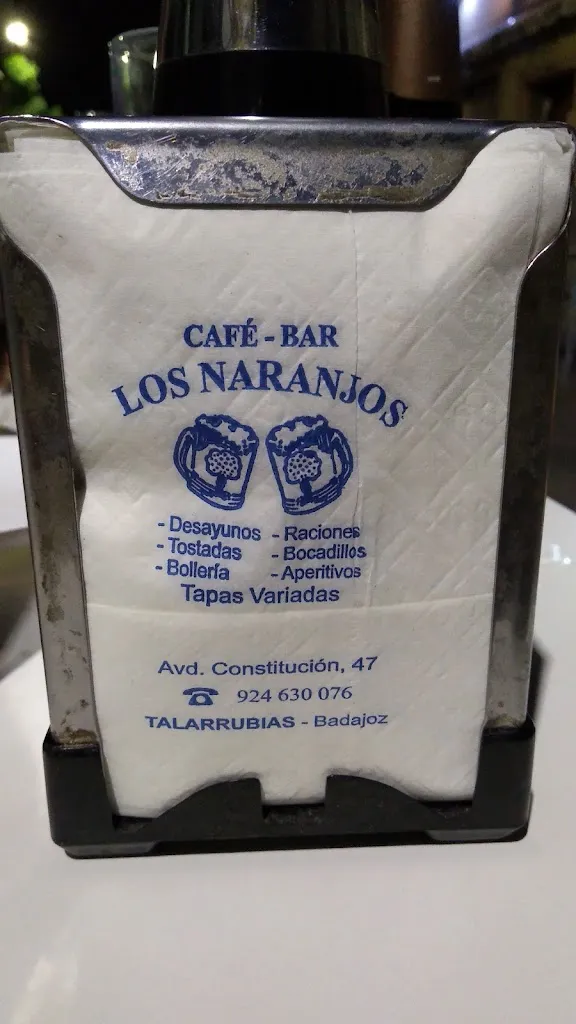 CAFÉ - BAR
LOS NARANJOS
- Desayunos - Raciones
- Tostadas - Bocadillos
- Bollería - Aperitivos
Tapas Variadas
Avd. Constitución, 47
☎ 924 630 076
TALARRUBIAS - Badajoz